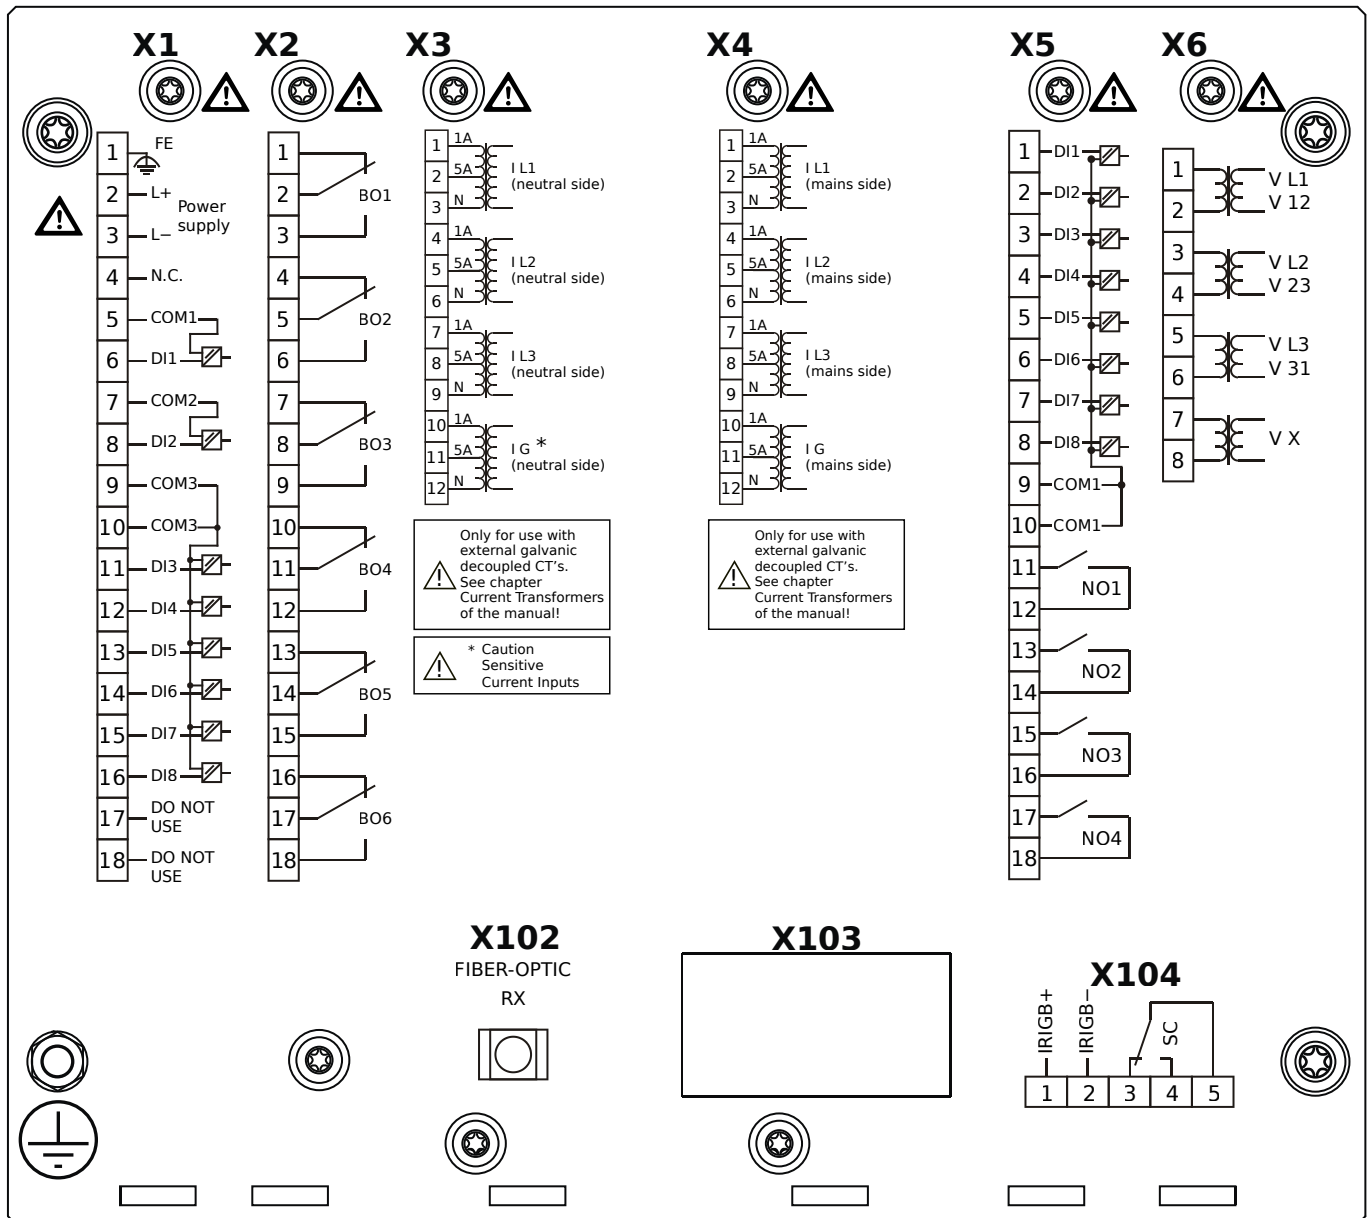 X1 X2 X3 X4 X5 X6
1 FE
2 L+ Power
supply
3 L−
4 N.C.
5 COM1
6 DI1
7 COM2
8 DI2
9 COM3
10 COM3
11 DI3
12 DI4
13 DI5
14 DI6
15 DI7
16 DI8
17 DO NOT
USE
18 DO NOT
USE
1
2 BO1
3
4
5 BO2
6
7
8 BO3
9
10
11 BO4
12
13
14 BO5
15
16
17 BO6
18
1 1A
2 5A I L1
(neutral side)
3 N
4 1A
5 5A I L2
(neutral side)
6 N
7 1A
8 5A I L3
(neutral side)
9 N
10 1A
11 5A I G *
(neutral side)
12 N
Only for use with
external galvanic
decoupled CT's.
See chapter
Current Transformers
of the manual!
* Caution
Sensitive
Current Inputs
1 1A
2 5A I L1
(mains side)
3 N
4 1A
5 5A I L2
(mains side)
6 N
7 1A
8 5A I L3
(mains side)
9 N
10 1A
11 5A I G
(mains side)
12 N
Only for use with
external galvanic
decoupled CT's.
See chapter
Current Transformers
of the manual!
1 DI1
2 DI2
3 DI3
4 DI4
5 DI5
6 DI6
7 DI7
8 DI8
9 COM1
10 COM1
11
NO1
12
13
NO2
14
15
NO3
16
17
NO4
18
1 V L1
2 V 12
3 V L2
4 V 23
5 V L3
6 V 31
7
V X
8
X102
FIBER-OPTIC
RX
X103
X104
IRIGB+
IRIGB−
SC
1 2 3 4 5